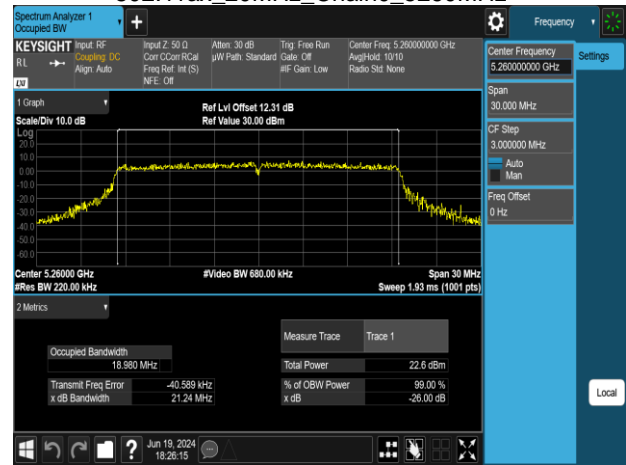 Spectrum Analyzer 1
Occupied BW
Frequency
KEYSIGHT
RL
LXI
Input: RF
Coupling: DC
Align: Auto
Input Z: 50 Ω
Corr CCorr RCal
Freq Ref: Int (S)
NFE: Off
Atten: 30 dB
µW Path: Standard
Trig: Free Run
Gate: Off
#IF Gain: Low
Center Freq: 5.260000000 GHz
Avg|Hold: 10/10
Radio Std: None
Center Frequency
5.260000000 GHz
Settings
Span
30.000 MHz
CF Step
3.000000 MHz
Auto
Man
Freq Offset
0 Hz
1 Graph
Scale/Div 10.0 dB
Ref Lvl Offset 12.31 dB
Ref Value 30.00 dBm
Log
20.0
10.0
0.00
-10.0
-20.0
-30.0
-40.0
-50.0
-60.0
Center 5.26000 GHz
#Video BW 680.00 kHz
Span 30 MHz
#Res BW 220.00 kHz
Sweep 1.93 ms (1001 pts)
2 Metrics
Measure Trace
Trace 1
Occupied Bandwidth
18.980 MHz
Total Power
22.6 dBm
Transmit Freq Error
-40.589 kHz
% of OBW Power
99.00 %
x dB Bandwidth
21.24 MHz
x dB
-26.00 dB
Local
?
Jun 19, 2024
18:26:15